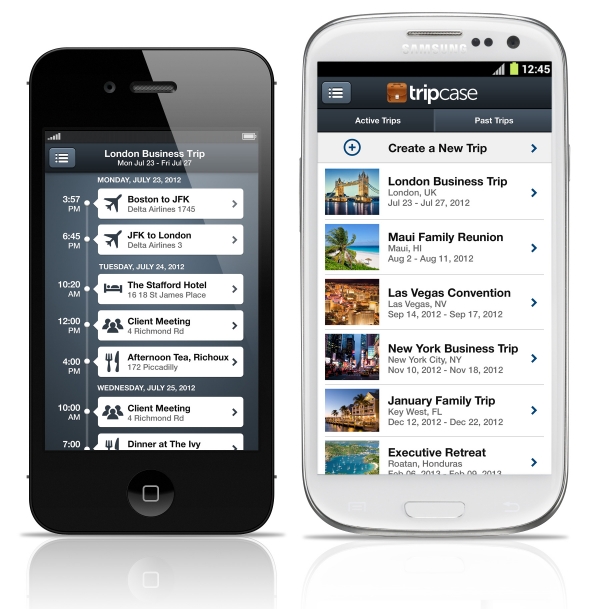 London Business Trip
Mon Jul 23 - Fri Jul 27
MONDAY, JULY 23, 2012
3:57 PM
Boston to JFK
Delta Airlines 1745
6:45 PM
JFK to London
Delta Airlines 3
TUESDAY, JULY 24, 2012
10:20 AM
The Stafford Hotel
16 18 St James Place
12:00 PM
Client Meeting
4 Richmond Rd
4:00 PM
Afternoon Tea, Richoux
172 Piccadilly
WEDNESDAY, JULY 25, 2012
10:00 AM
Client Meeting
4 Richmond Rd
7:00
Dinner at The Ivy
SAMSUNG
12:45
tripcase
Active Trips
Past Trips
Create a New Trip
London Business Trip
London, UK
Jul 23 - Jul 27, 2012
Maui Family Reunion
Maui, HI
Aug 2 - Aug 11, 2012
Las Vegas Convention
Las Vegas, NV
Sep 14, 2012 - Sep 17, 2012
New York Business Trip
New York City, NY
Nov 10, 2012 - Nov 18, 2012
January Family Trip
Key West, FL
Dec 12, 2012 - Dec 22, 2012
Executive Retreat
Roatan, Honduras
Feb 06, 2013 - Feb 09, 2013